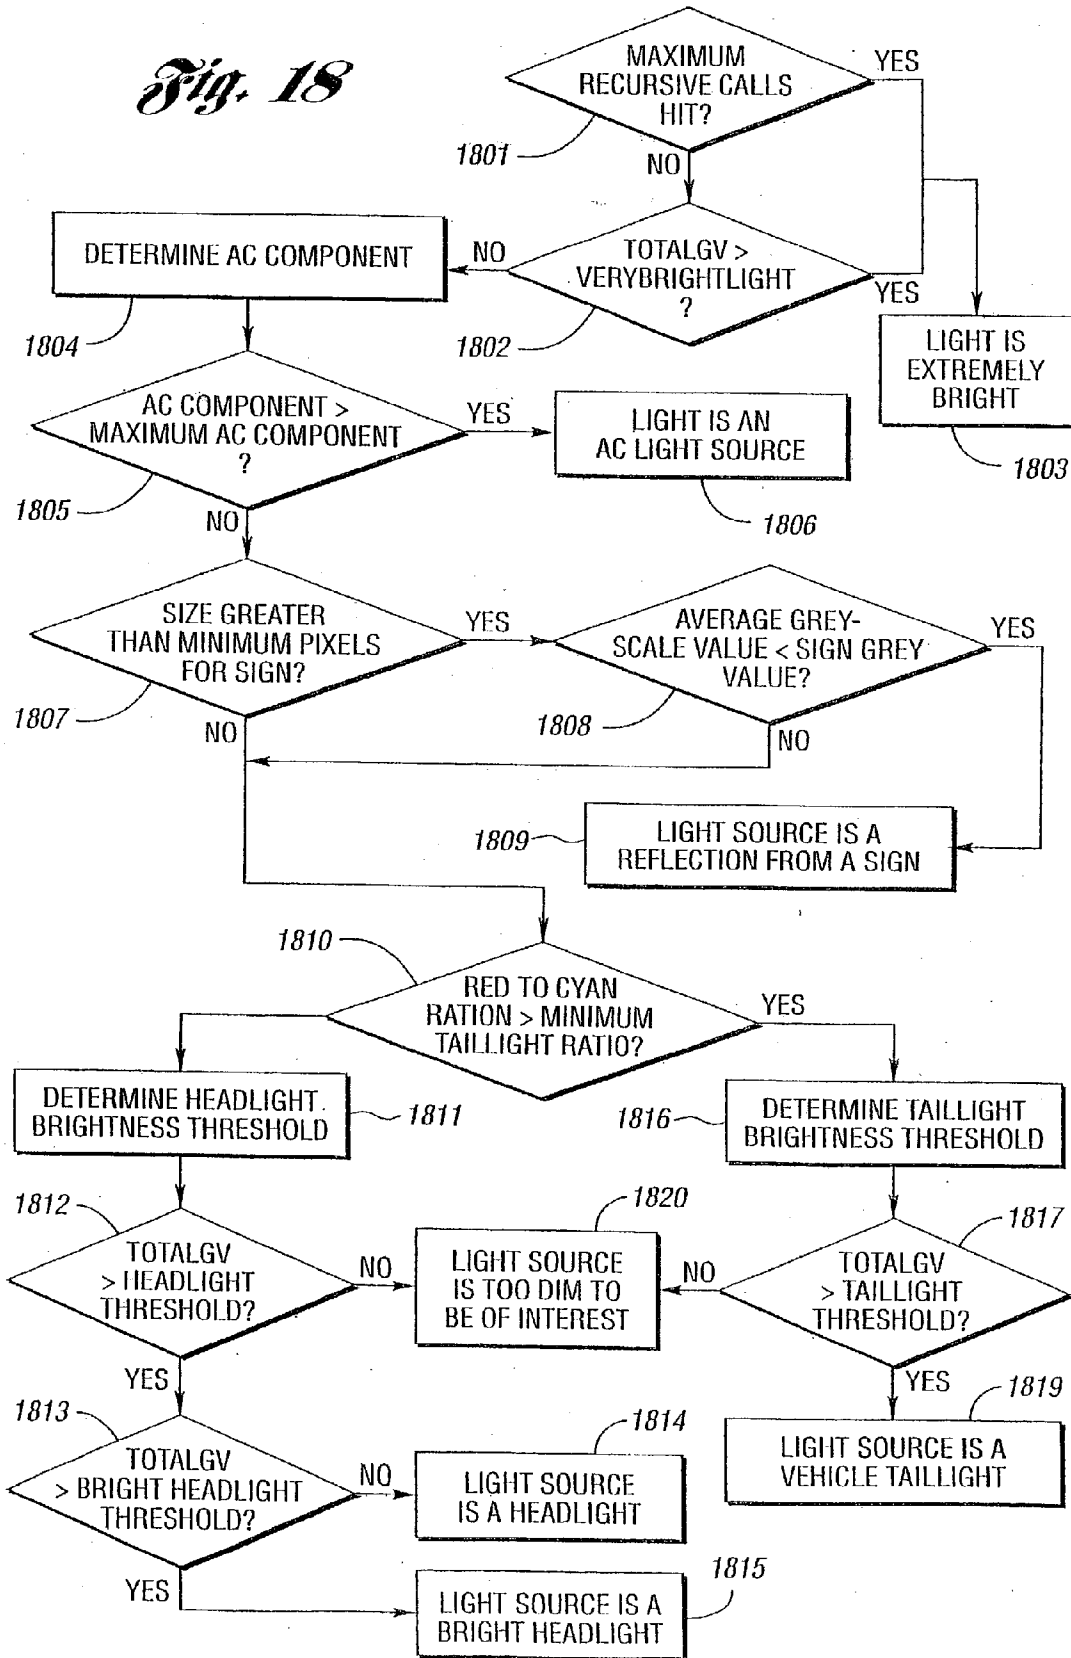 Fig. 18
MAXIMUM
RECURSIVE CALLS
HIT?
YES
1801
NO
DETERMINE AC COMPONENT
NO
TOTALGV >
VERYBRIGHTLIGHT
?
YES
1804
1802
LIGHT IS
EXTREMELY
BRIGHT
1803
AC COMPONENT >
MAXIMUM AC COMPONENT
?
YES
LIGHT IS AN
AC LIGHT SOURCE
1805
NO
1806
SIZE GREATER
THAN MINIMUM PIXELS
FOR SIGN?
YES
AVERAGE GREY-
SCALE VALUE < SIGN GREY
VALUE?
YES
1807
NO
1808
NO
1809
LIGHT SOURCE IS A
REFLECTION FROM A SIGN
1810
RED TO CYAN
RATION > MINIMUM
TAILLIGHT RATIO?
YES
DETERMINE HEADLIGHT
BRIGHTNESS THRESHOLD
1811
1816
DETERMINE TAILLIGHT
BRIGHTNESS THRESHOLD
1812
TOTALGV
> HEADLIGHT
THRESHOLD?
NO
YES
1820
LIGHT SOURCE
IS TOO DIM TO
BE OF INTEREST
1817
NO
TOTALGV
> TAILLIGHT
THRESHOLD?
YES
1813
TOTALGV
> BRIGHT HEADLIGHT
THRESHOLD?
NO
YES
1814
LIGHT SOURCE
IS A HEADLIGHT
1819
LIGHT SOURCE IS A
VEHICLE TAILLIGHT
1815
LIGHT SOURCE IS A
BRIGHT HEADLIGHT